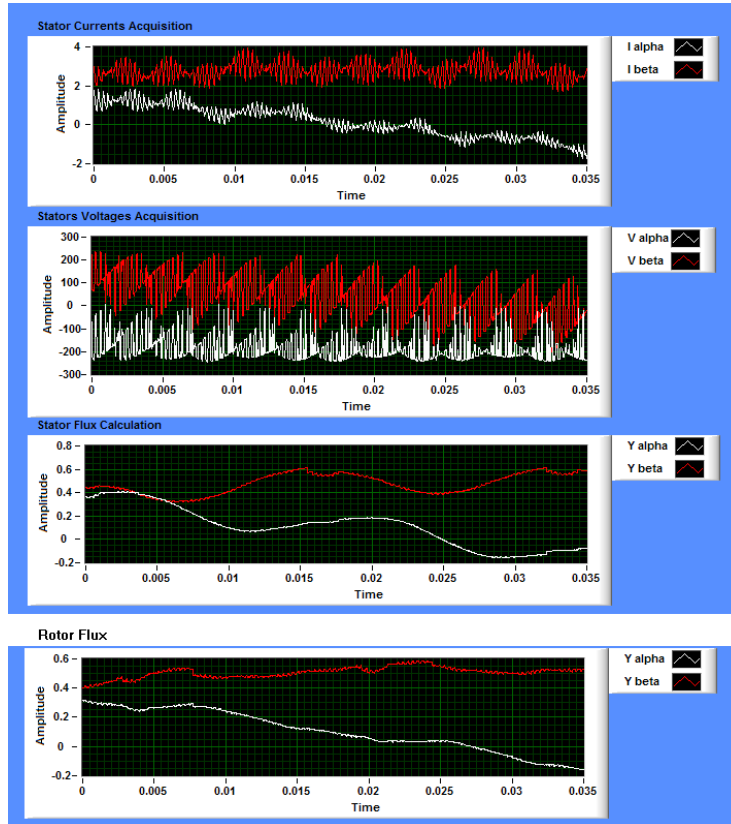 Stator Currents Acquisition
4
2
0
-2
Amplitude
0 0.005 0.01 0.015 0.02 0.025 0.03 0.035
Time
I alpha
I beta
Stators Voltages Acquisition
300
200
100
0
-100
-200
-300
Amplitude
0 0.005 0.01 0.015 0.02 0.025 0.03 0.035
Time
V alpha
V beta
Stator Flux Calculation
0.8
0.6
0.4
0.2
0
-0.2
Amplitude
0 0.005 0.01 0.015 0.02 0.025 0.03 0.035
Time
Y alpha
Y beta
Rotor Flux
0.6
0.4
0.2
0
-0.2
Amplitude
0 0.005 0.01 0.015 0.02 0.025 0.03 0.035
Time
Y alpha
Y beta